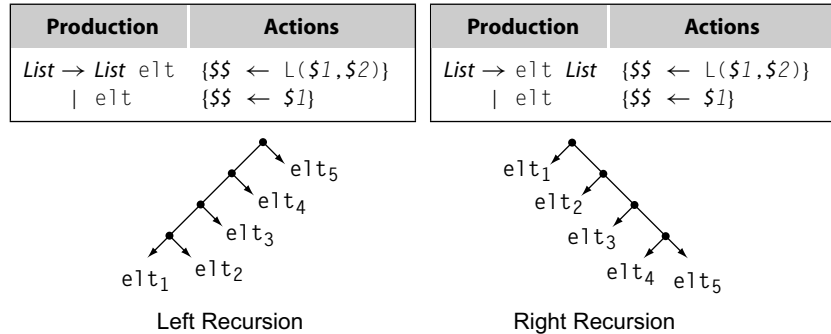 Production Actions
List → List elt {$$ ← L($1,$2)}
| elt {$$ ← $1}
Production Actions
List → elt List {$$ ← L($1,$2)}
| elt {$$ ← $1}
elt5
elt4
elt3
elt1 elt2
Left Recursion
elt1
elt2
elt3
elt4 elt5
Right Recursion